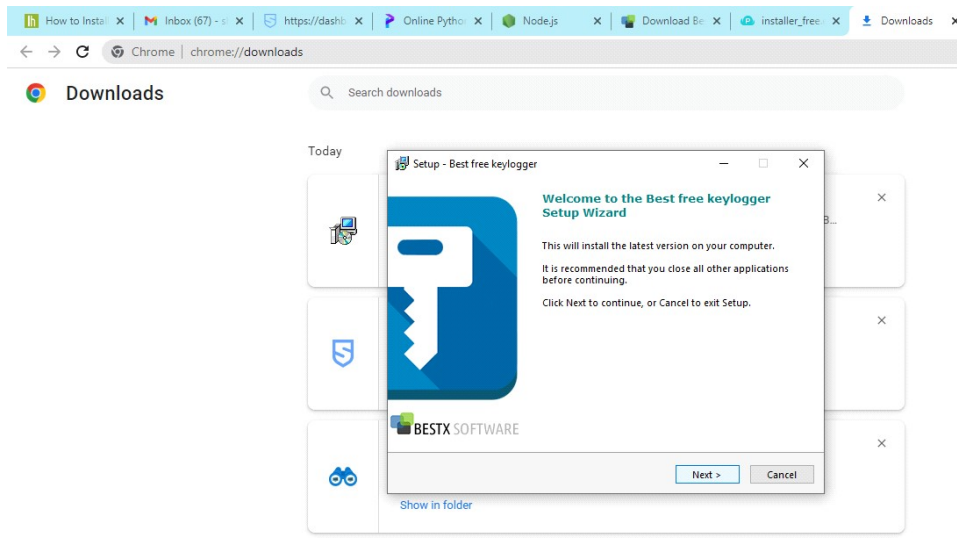 How to Instal
Inbox (67) - s
https://dashb
Online Pytho
Node.js
Download Be
installer_free.
Downloads
Chrome | chrome://downloads
Downloads
Search downloads
Today
Setup - Best free keylogger
Welcome to the Best free keylogger
Setup Wizard
This will install the latest version on your computer.
It is recommended that you close all other applications
before continuing.
Click Next to continue, or Cancel to exit Setup.
BESTX SOFTWARE
Next >
Cancel
Show in folder